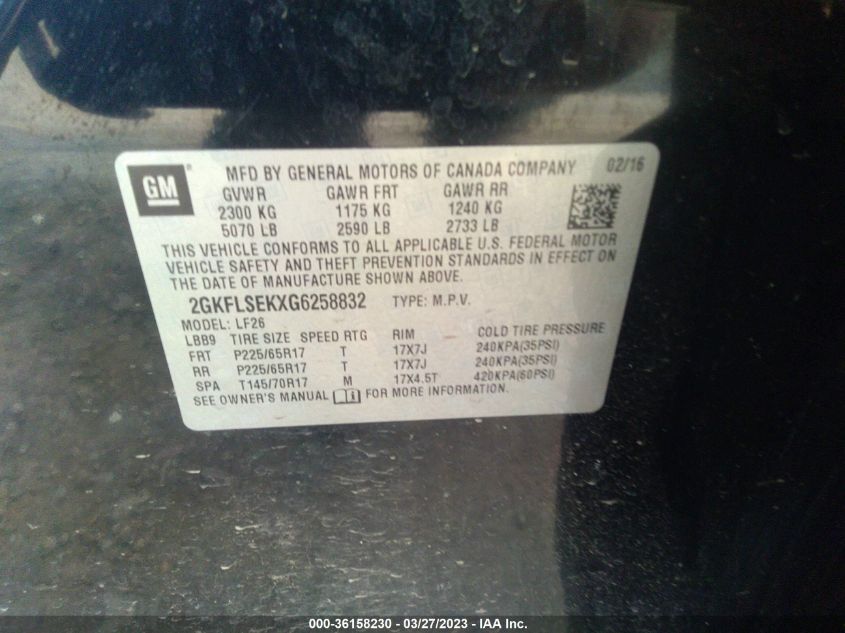 GM
MFD BY GENERAL MOTORS OF CANADA COMPANY 02/16
GVWR GAWR FRT GAWR RR
2300 KG 1175 KG 1240 KG
5070 LB 2590 LB 2733 LB
THIS VEHICLE CONFORMS TO ALL APPLICABLE U.S. FEDERAL MOTOR
VEHICLE SAFETY AND THEFT PREVENTION STANDARDS IN EFFECT ON
THE DATE OF MANUFACTURE SHOWN ABOVE.
2GKFLSEKXG6258832 TYPE: M.P.V.
MODEL: LF26
LBB9 TIRE SIZE SPEED RTG RIM COLD TIRE PRESSURE
FRT P225/65R17 T 17X7J 240KPA(35PSI)
RR P225/65R17 T 17X7J 240KPA(35PSI)
SPA T145/70R17 M 17X4.5T 420KPA(60PSI)
SEE OWNER'S MANUAL FOR MORE INFORMATION.
000-36158230 - 03/27/2023 - IAA Inc.